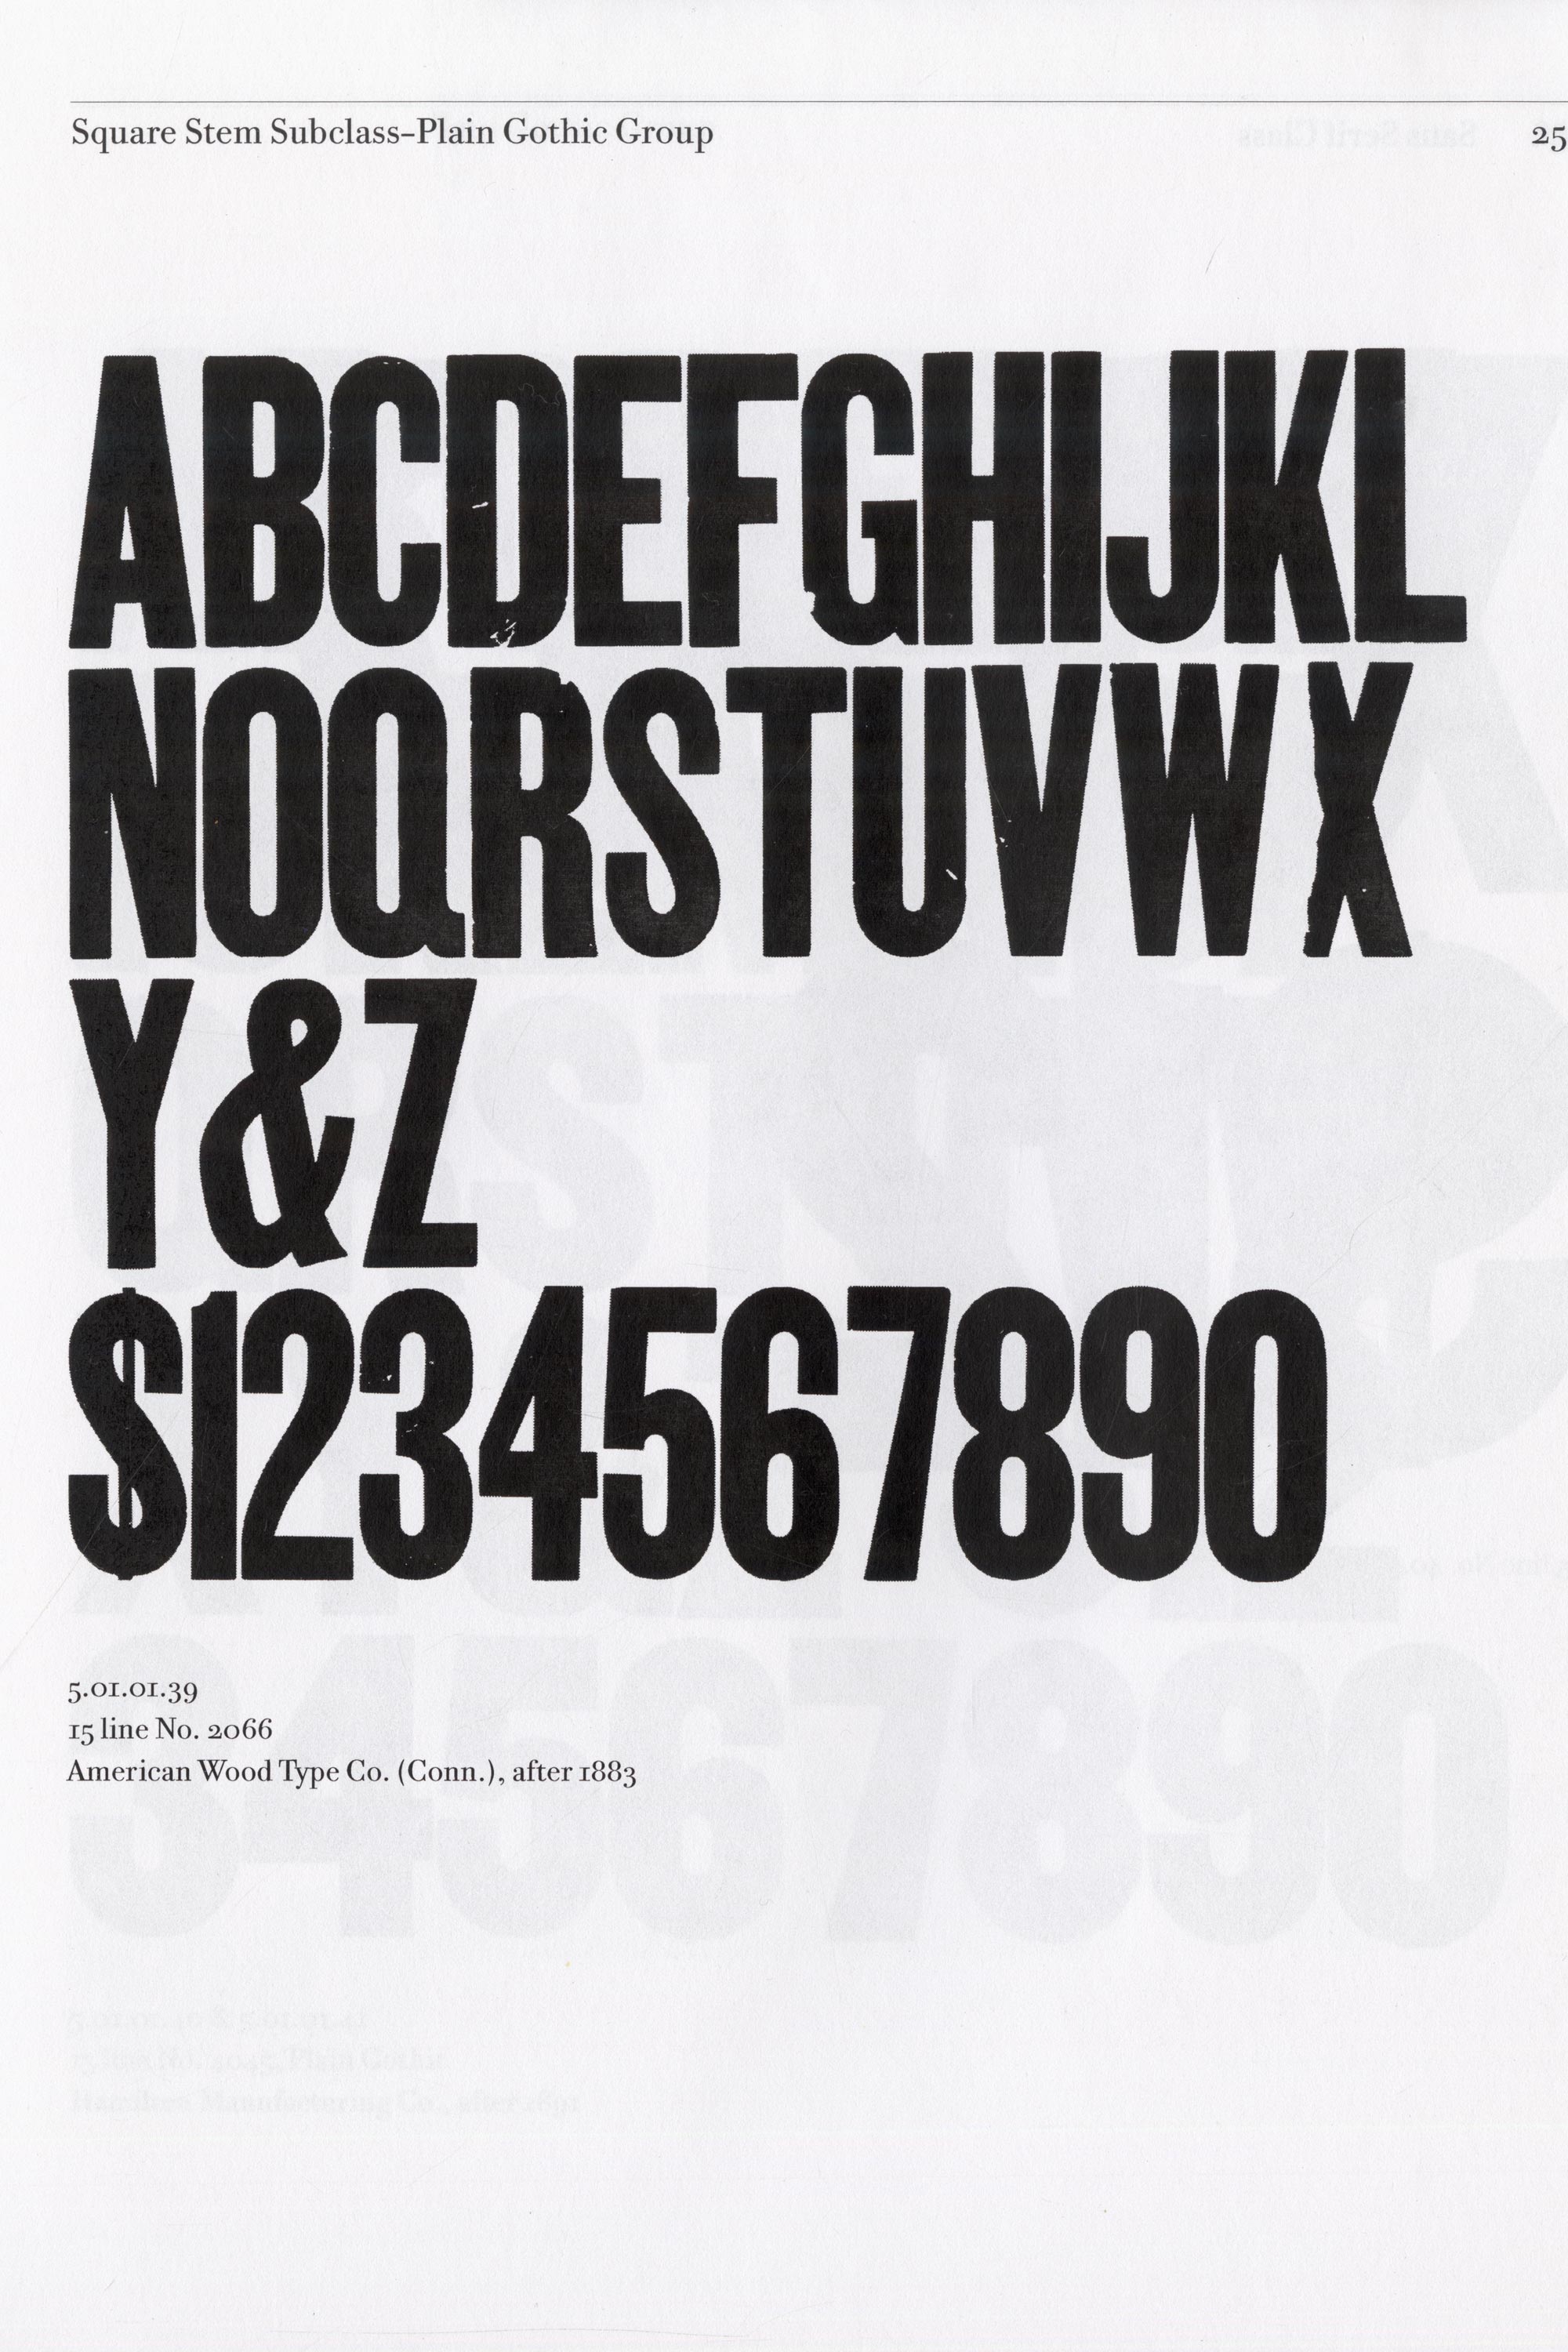 Square Stem Subclass–Plain Gothic Group 25
ABCDEFGHIJKL
NOQRSTUVWX
Y&Z
$1234567890
5.01.01.39
15 line No. 2066
American Wood Type Co. (Conn.), after 1883